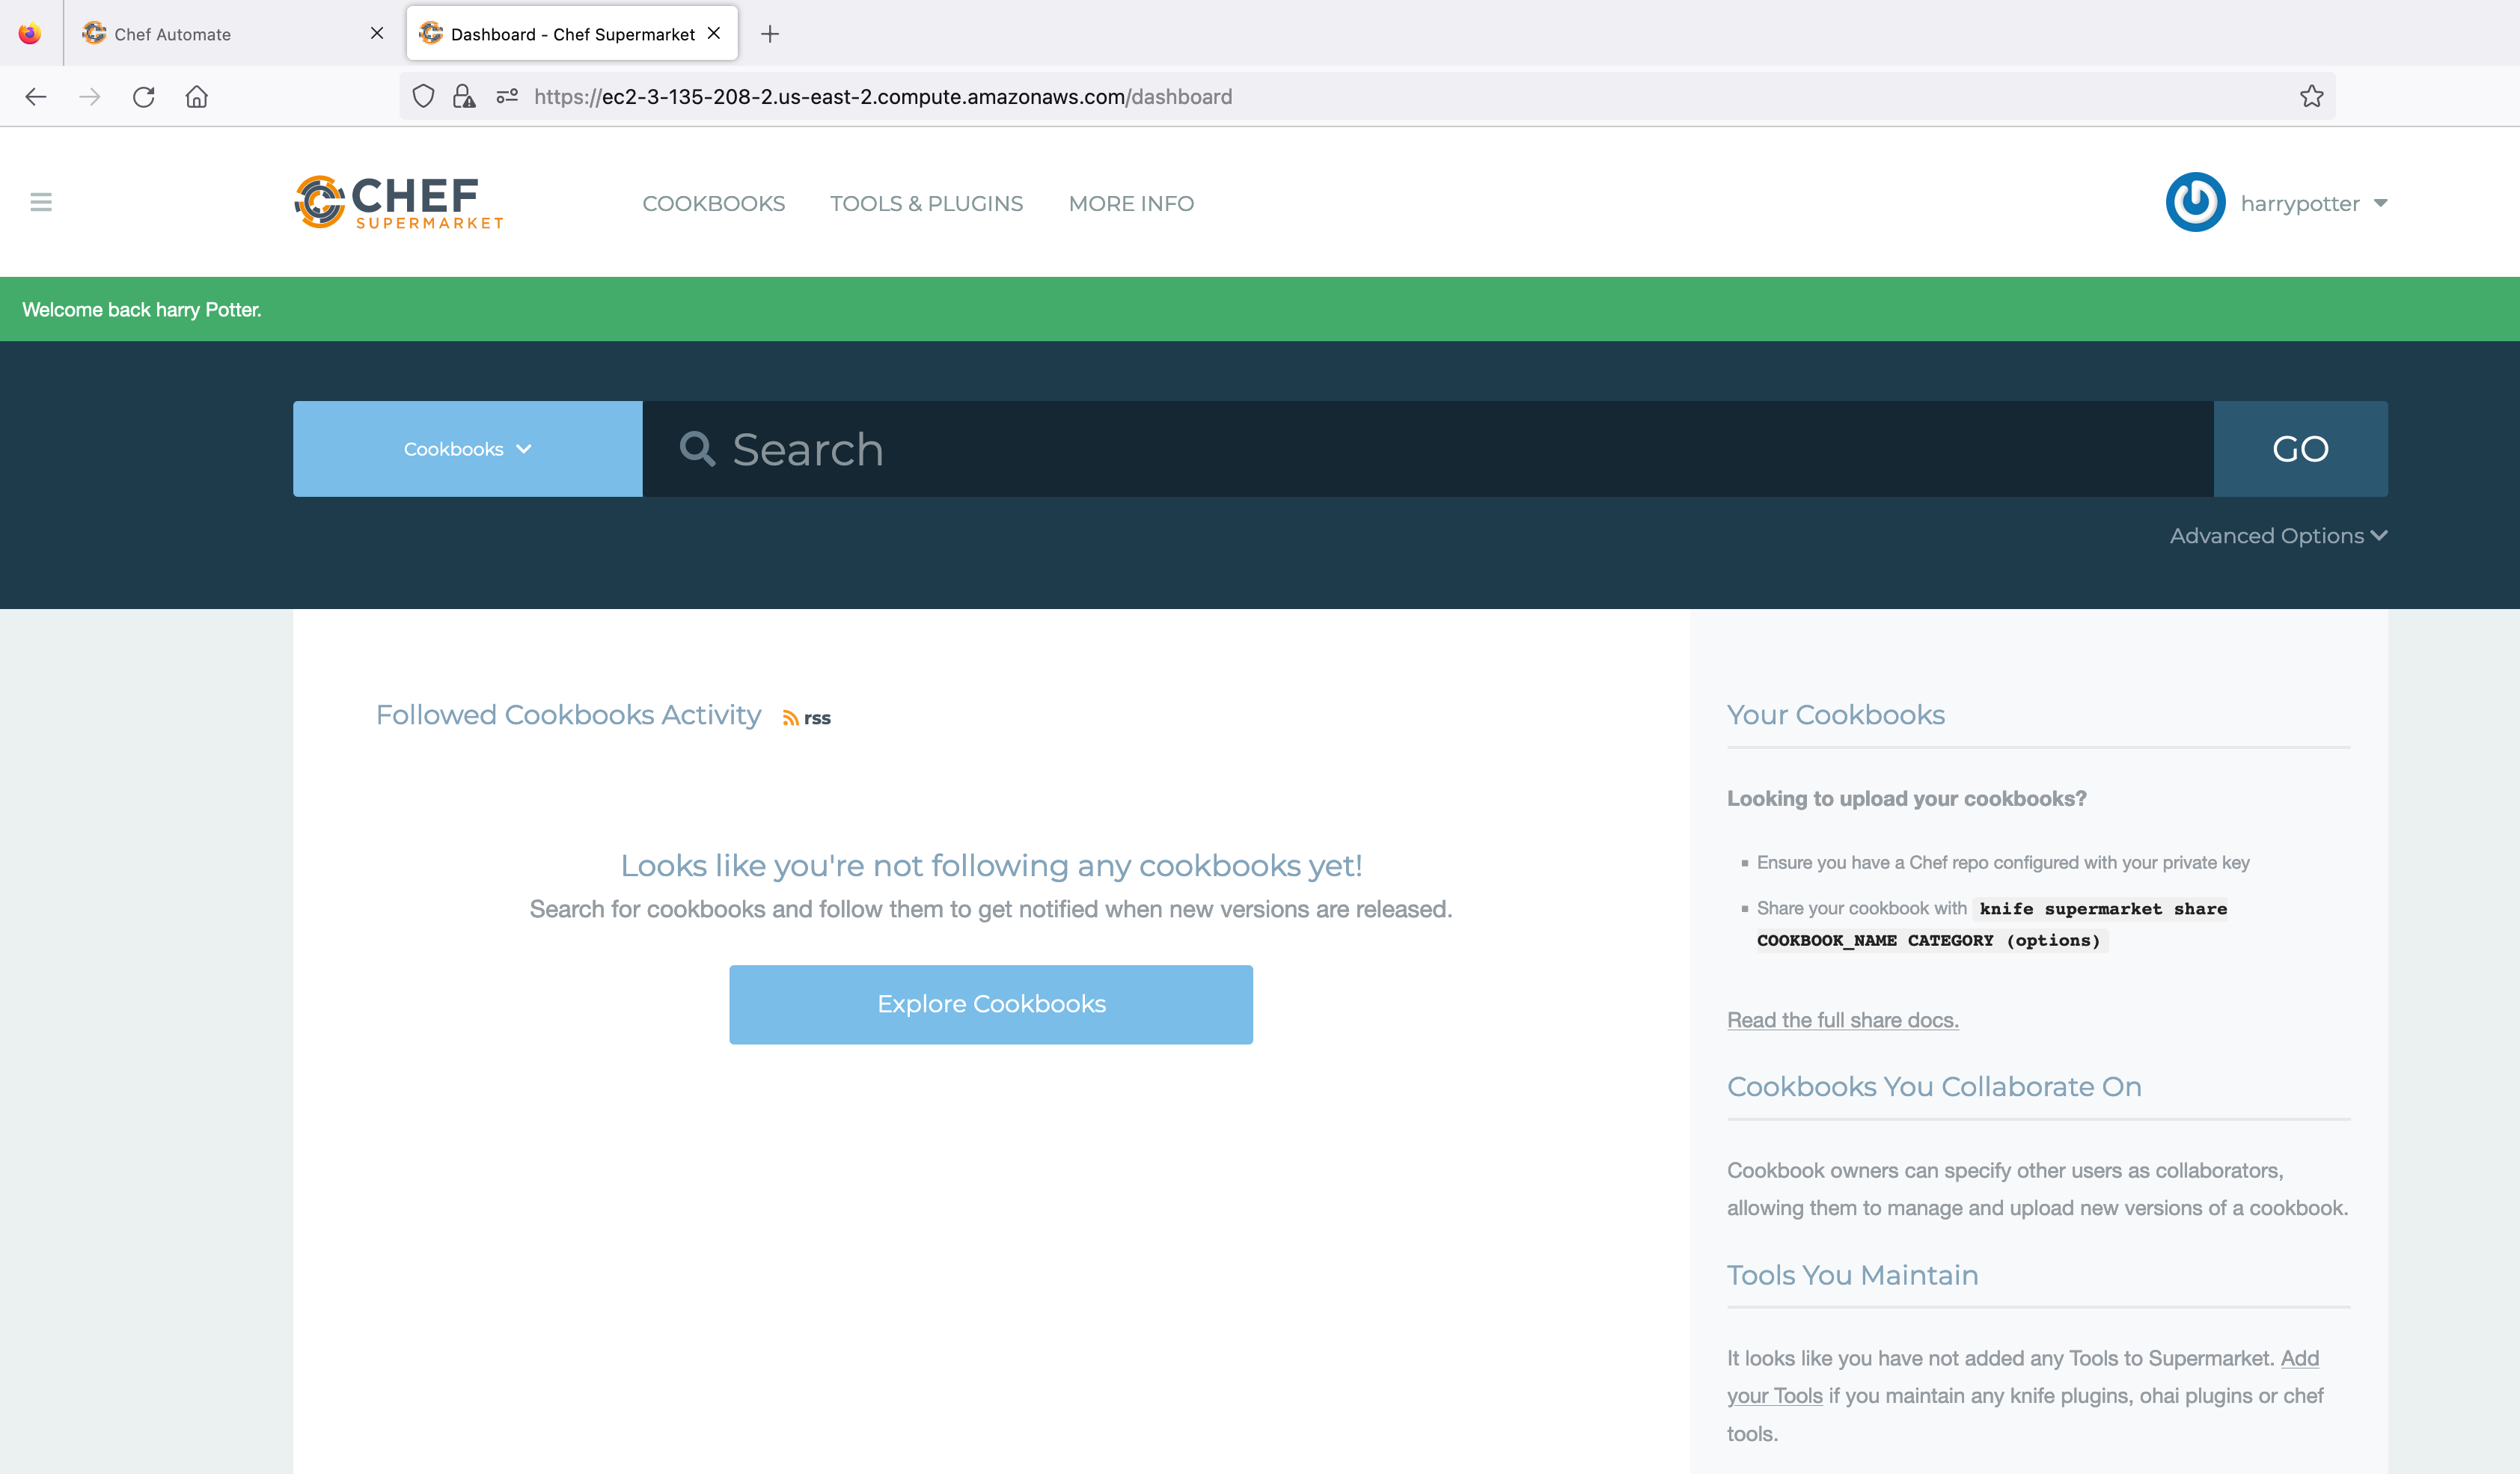 Chef Automate
Dashboard - Chef Supermarket
https://ec2-3-135-208-2.us-east-2.compute.amazonaws.com/dashboard
CHEF
SUPERMARKET
COOKBOOKS
TOOLS & PLUGINS
MORE INFO
harrypotter
Welcome back harry Potter.
Cookbooks
Search
GO
Advanced Options
Followed Cookbooks Activity
rss
Looks like you're not following any cookbooks yet!
Search for cookbooks and follow them to get notified when new versions are released.
Explore Cookbooks
Your Cookbooks
Looking to upload your cookbooks?
Ensure you have a Chef repo configured with your private key
Share your cookbook with knife supermarket share
COOKBOOK_NAME CATEGORY (options)
Read the full share docs.
Cookbooks You Collaborate On
Cookbook owners can specify other users as collaborators,
allowing them to manage and upload new versions of a cookbook.
Tools You Maintain
It looks like you have not added any Tools to Supermarket. Add
your Tools if you maintain any knife plugins, ohai plugins or chef
tools.